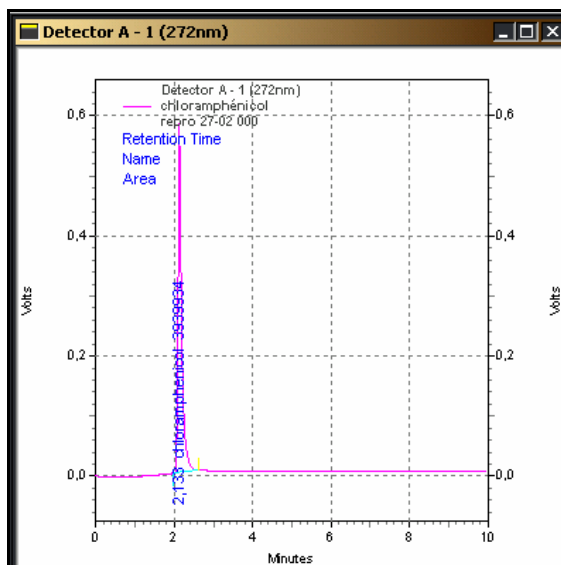 Detector A - 1 (272nm)
Detector A - 1 (272nm)
chloramphénicol
repro 27-02 000
Retention Time
Name
Area
0,6
0,4
0,2
0,0
Volts
0,6
0,4
0,2
0,0
Volts
2,133 chloramphenicol 3939934
0
2
4
6
8
10
Minutes